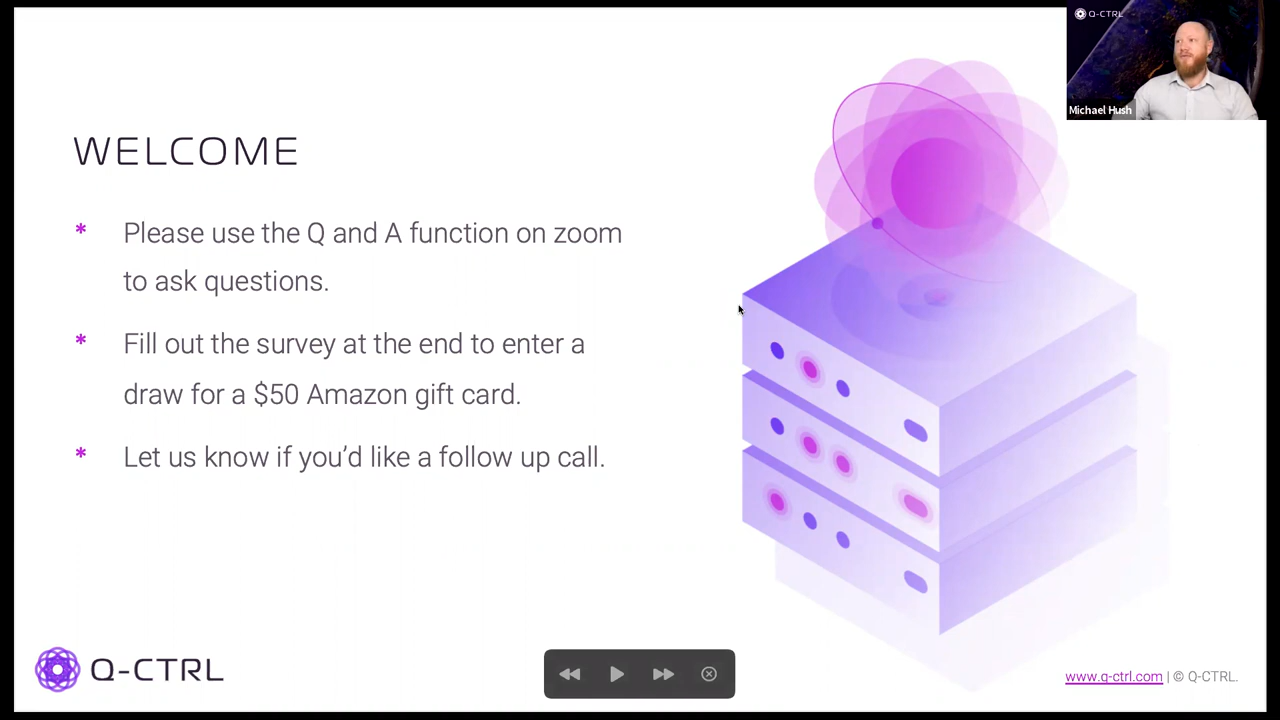 Q-CTRL
Michael Hush
WELCOME
* Please use the Q and A function on zoom
to ask questions.
* Fill out the survey at the end to enter a
draw for a $50 Amazon gift card.
* Let us know if you’d like a follow up call.
Q-CTRL
www.q-ctrl.com | © Q-CTRL.